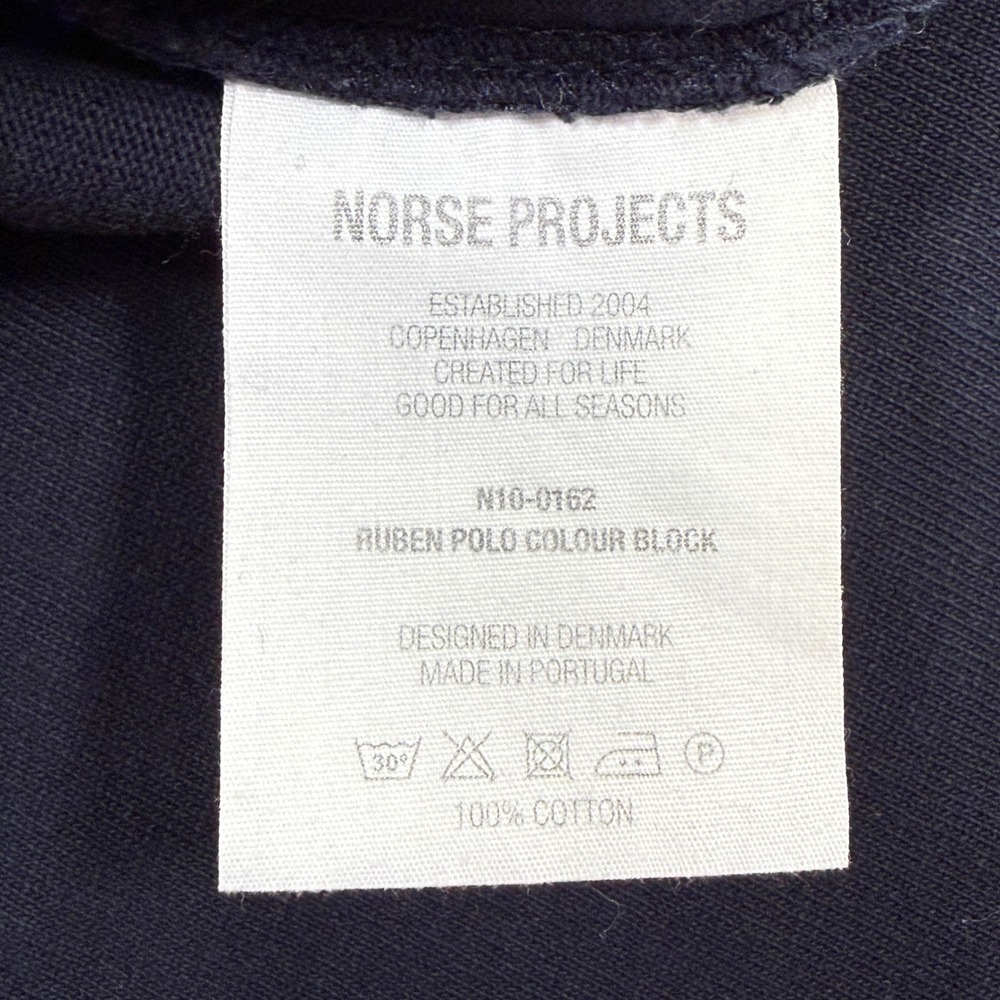 NORSE PROJECTS
ESTABLISHED 2004
COPENHAGEN DENMARK
CREATED FOR LIFE
GOOD FOR ALL SEASONS
N10-0162
RUBEN POLO COLOUR BLOCK
DESIGNED IN DENMARK
MADE IN PORTUGAL
30° P
100% COTTON